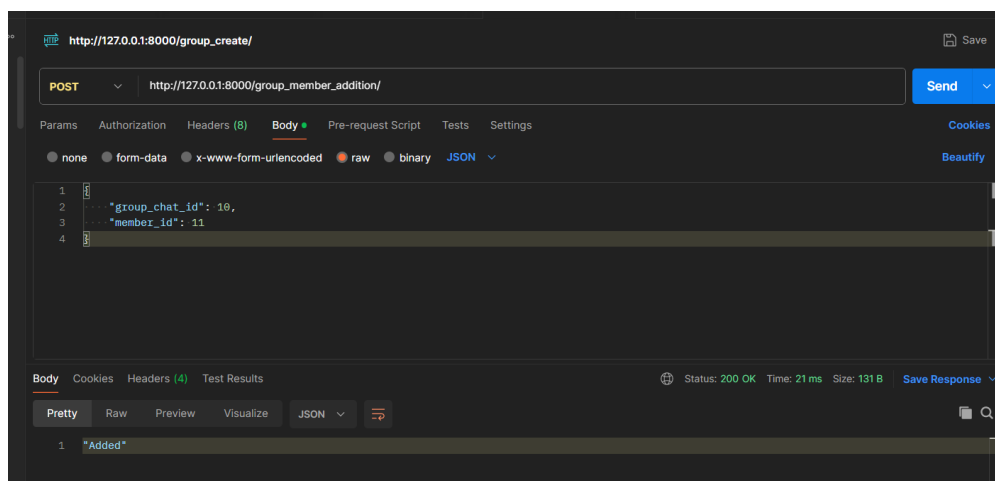 HTTP http://127.0.0.1:8000/group_create/ Save
POST http://127.0.0.1:8000/group_member_addition/ Send
Params Authorization Headers (8) Body Pre-request Script Tests Settings Cookies
none form-data x-www-form-urlencoded raw binary JSON Beautify
1 {
2 "group_chat_id": 10,
3 "member_id": 11
4 }
Body Cookies Headers (4) Test Results Status: 200 OK Time: 21 ms Size: 131 B Save Response
Pretty Raw Preview Visualize JSON
1 "Added"